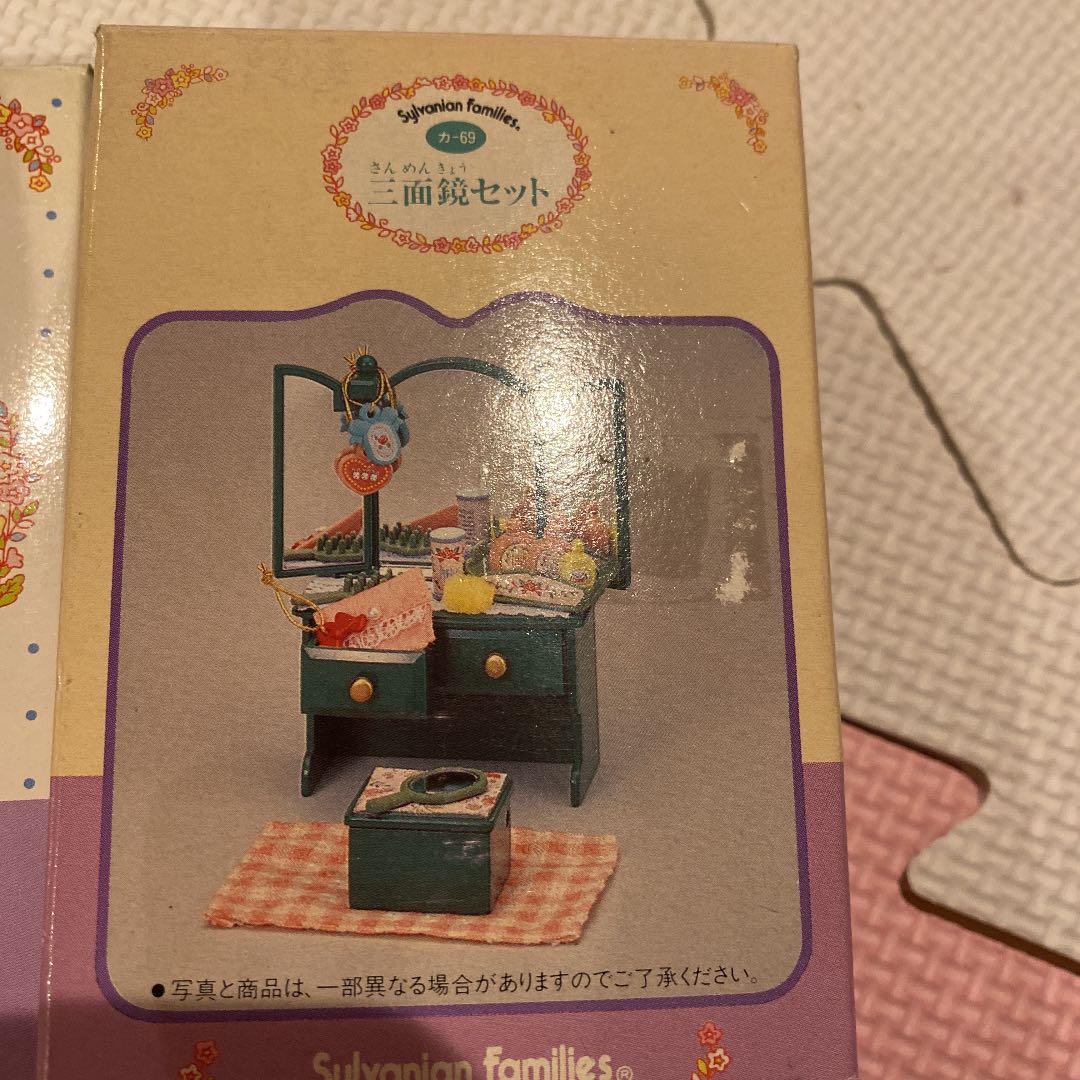 Sylvanian Families®
カ-69
さんめんきょう
三面鏡セット
●写真と商品は、一部異なる場合がありますのでご了承ください。
Sylvanian Families®